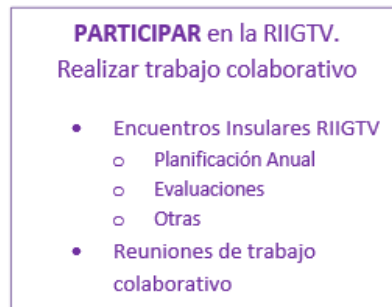 PARTICIPAR en la RIIGTV.
Realizar trabajo colaborativo
• Encuentros Insulares RIIGTV
o Planificación Anual
o Evaluaciones
o Otras
• Reuniones de trabajo
colaborativo